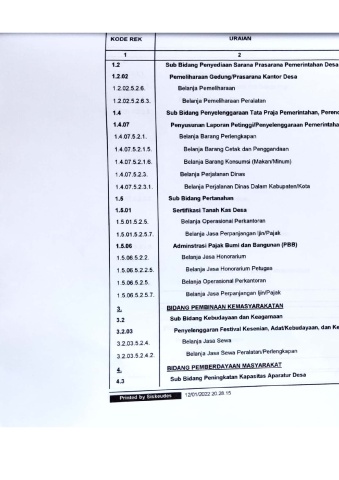 KODE REK URAIAN
1 2
1.2 Sub Bidang Penyediaan Sarana Prasarana Pemerintahan Desa
1.2.02 Pemeliharaan Gedung/Prasarana Kantor Desa
1.2.02.5.2.6. Belanja Pemeliharaan
1.2.02.5.2.6.3. Belanja Pemeliharaan Peralatan
1.4 Sub Bidang Penyelenggaraan Tata Praja Pemerintahan, Perenc
1.4.07 Penyusunan Laporan Petinggi/Penyelenggaraan Pemerintaha
1.4.07.5.2.1. Belanja Barang Perlengkapan
1.4.07.5.2.1.5. Belanja Barang Cetak dan Penggandaan
1.4.07.5.2.1.6. Belanja Barang Konsumsi (Makan/Minum)
1.4.07.5.2.3. Belanja Perjalanan Dinas
1.4.07.5.2.3.1. Belanja Perjalanan Dinas Dalam Kabupaten/Kota
1.5 Sub Bidang Pertanahan
1.5.01 Sertifikasi Tanah Kas Desa
1.5.01.5.2.5. Belanja Operasional Perkantoran
1.5.01.5.2.5.7. Belanja Jasa Perpanjangan Ijin/Pajak
1.5.06 Adminstrasi Pajak Bumi dan Bangunan (PBB)
1.5.06.5.2.2. Belanja Jasa Honorarium
1.5.06.5.2.2.5. Belanja Jasa Honorarium Petugas
1.5.06.5.2.5. Belanja Operasional Perkantoran
1.5.06.5.2.5.7. Belanja Jasa Perpanjangan Ijin/Pajak
3. BIDANG PEMBINAAN KEMASYARAKATAN
3.2 Sub Bidang Kebudayaan dan Keagamaan
3.2.03 Penyelenggaran Festival Kesenian, Adat/Kebudayaan, dan Ke
3.2.03.5.2.4. Belanja Jasa Sewa
3.2.03.5.2.4.2. Belanja Jasa Sewa Peralatan/Perlengkapan
4. BIDANG PEMBERDAYAAN MASYARAKAT
4.3 Sub Bidang Peningkatan Kapasitas Aparatur Desa
Printed by Siskeudes 12/01/2022 20.28.15